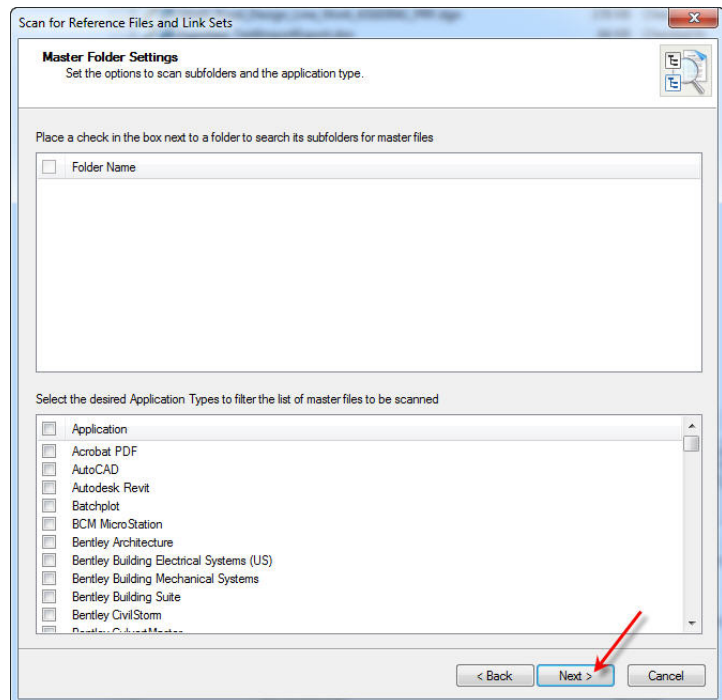 Scan for Reference Files and Link Sets
Master Folder Settings
Set the options to scan subfolders and the application type.
Place a check in the box next to a folder to search its subfolders for master files
Folder Name
Select the desired Application Types to filter the list of master files to be scanned
Application
Acrobat PDF
AutoCAD
Autodesk Revit
Batchplot
BCM MicroStation
Bentley Architecture
Bentley Building Electrical Systems (US)
Bentley Building Mechanical Systems
Bentley Building Suite
Bentley CivilStorm
Bentley CulvertMaster
< Back
Next >
Cancel